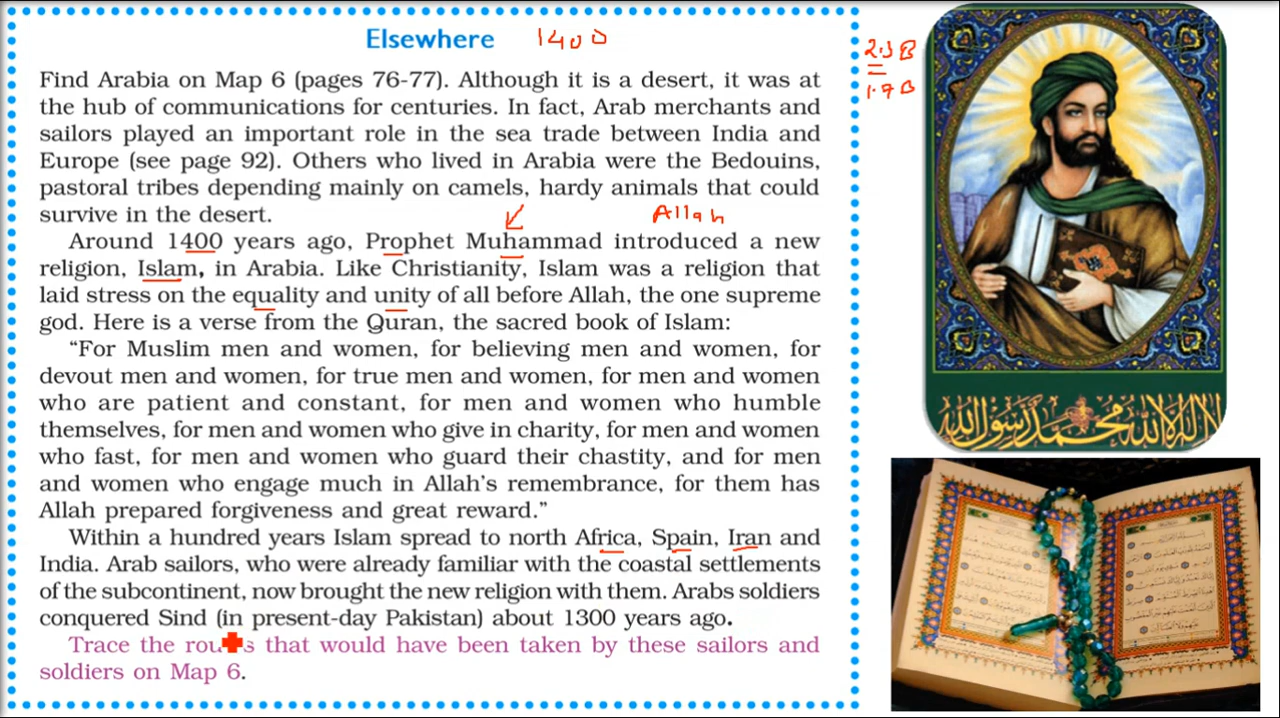 Elsewhere 1400
Find Arabia on Map 6 (pages 76-77). Although it is a desert, it was at
the hub of communications for centuries. In fact, Arab merchants and
sailors played an important role in the sea trade between India and
Europe (see page 92). Others who lived in Arabia were the Bedouins,
pastoral tribes depending mainly on camels, hardy animals that could
survive in the desert.
Allah
Around 1400 years ago, Prophet Muhammad introduced a new
religion, Islam, in Arabia. Like Christianity, Islam was a religion that
laid stress on the equaity and unity of all before Allah, the one supreme
god. Here is a verse from the Quran, the sacred book of Islam:
“For Muslim men and women, for believing men and women, for
devout men and women, for true men and women, for men and women
who are patient and constant, for men and women who humble
themselves, for men and women who give in charity, for men and women
who fast, for men and women who guard their chastity, and for men
and women who engage much in Allah’s remembrance, for them has
Allah prepared forgiveness and great reward.”
Within a hundred years Islam spread to north Africa, Spain, Iran and
India. Arab sailors, who were already familiar with the coastal settlements
of the subcontinent, now brought the new religion with them. Arabs soldiers
conquered Sind (in present-day Pakistan) about 1300 years ago.
Trace the that would have been taken by these sailors and
soldiers on Map 6.
2.3B
1.7B
لا اله الا الله محمد رسول الله